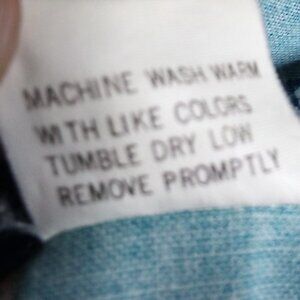 MACHINE WASH WARM
WITH LIKE COLORS
TUMBLE DRY LOW
REMOVE PROMPTLY